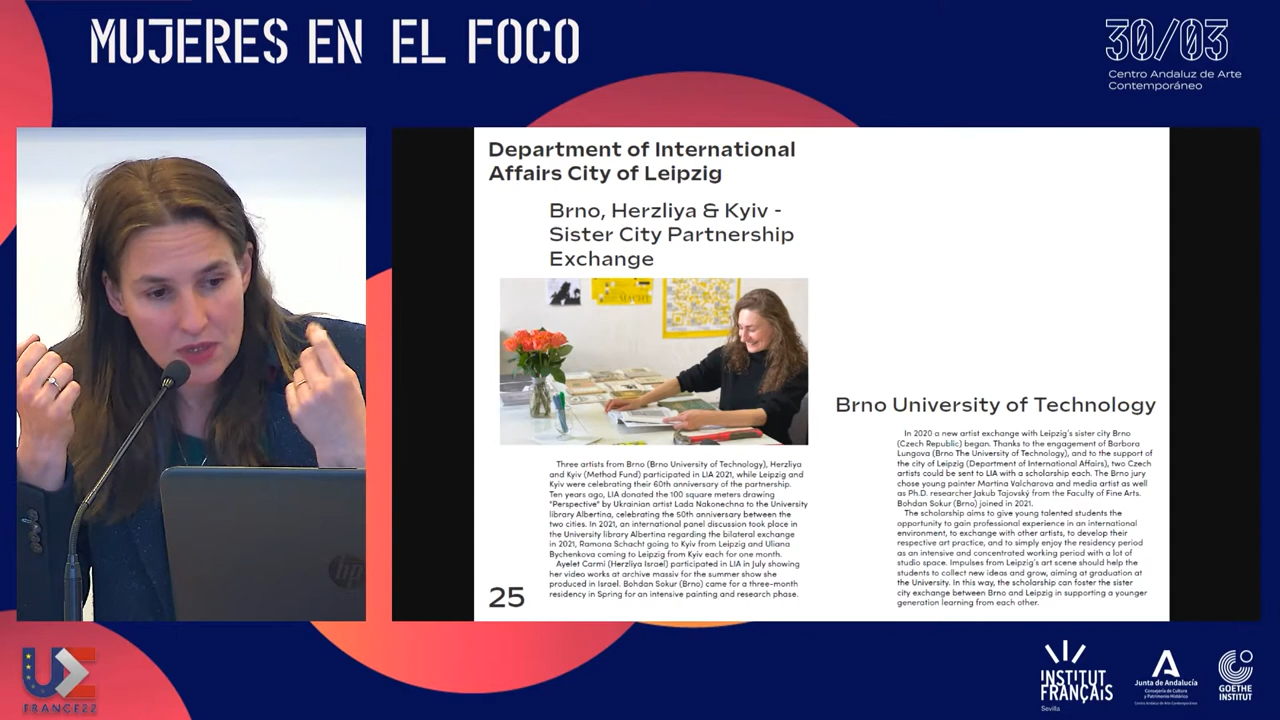 MUJERES EN EL FOCO
30/03
Centro Andaluz de Arte
Contemporáneo
Department of International
Affairs City of Leipzig
Brno, Herzliya & Kyiv -
Sister City Partnership
Exchange
Three artists from Brno (Brno University of Technology), Herzliya
and Kyiv (Method Fund) participated in LIA 2021, while Leipzig and
Kyiv were celebrating their 60th anniversary of the partnership.
Ten years ago, LIA donated the 100 square meters drawing
"Perspective" by Ukrainian artist Lada Nakonechna to the University
library Albertina, celebrating the 50th anniversary between the
two cities. In 2021, an international panel discussion took place in
the University library Albertina regarding the bilateral exchange
in 2021, Ramona Schacht going to Kyiv from Leipzig and Uliana
Bychenkova coming to Leipzig from Kyiv each for one month.
Ayelet Carmi (Herzliya Israel) participated in LIA in July showing
her video works at archive massiv for the summer show she
produced in Israel. Bohdan Sokur (Brno) came for a three-month
residency in Spring for an intensive painting and research phase.
25
Brno University of Technology
In 2020 a new artist exchange with Leipzig's sister city Brno
(Czech Republic) began. Thanks to the engagement of Barbora
Lungova (Brno The University of Technology), and to the support of
the city of Leipzig (Department of International Affairs), two Czech
artists could be sent to LIA with a scholarship each. The Brno jury
chose young painter Martina Valcharova and media artist as well
as Ph.D. researcher Jakub Tajovský from the Faculty of Fine Arts.
Bohdan Sokur (Brno) joined in 2021.
The scholarship aims to give young talented students the
opportunity to gain professional experience in an international
environment, to exchange with other artists, to develop their
respective art practice, and to simply enjoy the residency period
as an intensive and concentrated working period with a lot of
studio space. Impulses from Leipzig's art scene should help the
students to collect new ideas and grow, aiming at graduation at
the University. In this way, the scholarship can foster the sister
city exchange between Brno and Leipzig in supporting a younger
generation learning from each other.
hp
UE
FRANCE22
INSTITUT
FRANÇAIS
Sevilla
Junta de Andalucía
Consejería de Cultura
y Patrimonio Histórico
Centro Andaluz de Arte Contemporáneo
GOETHE
INSTITUT